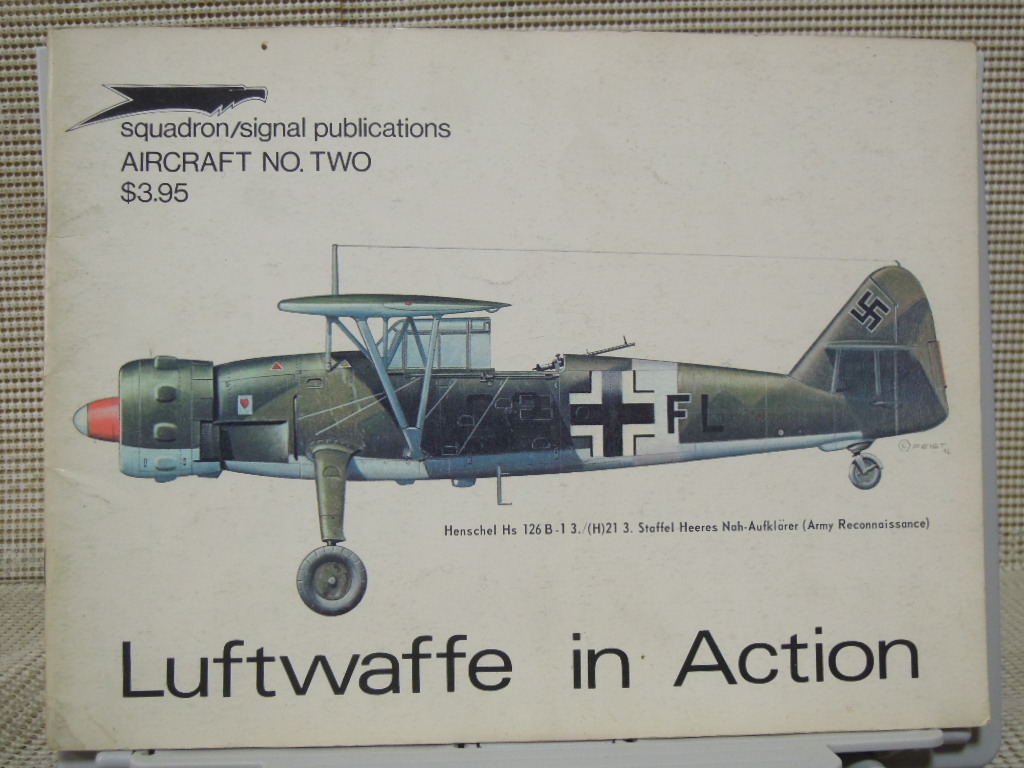 squadron/signal publications
AIRCRAFT NO. TWO
$3.95
FL
© FEIST
Henschel Hs 126 B-1 3./(H)21 3. Staffel Heeres Nah-Aufklärer (Army Reconnaissance)
Luftwaffe in Action